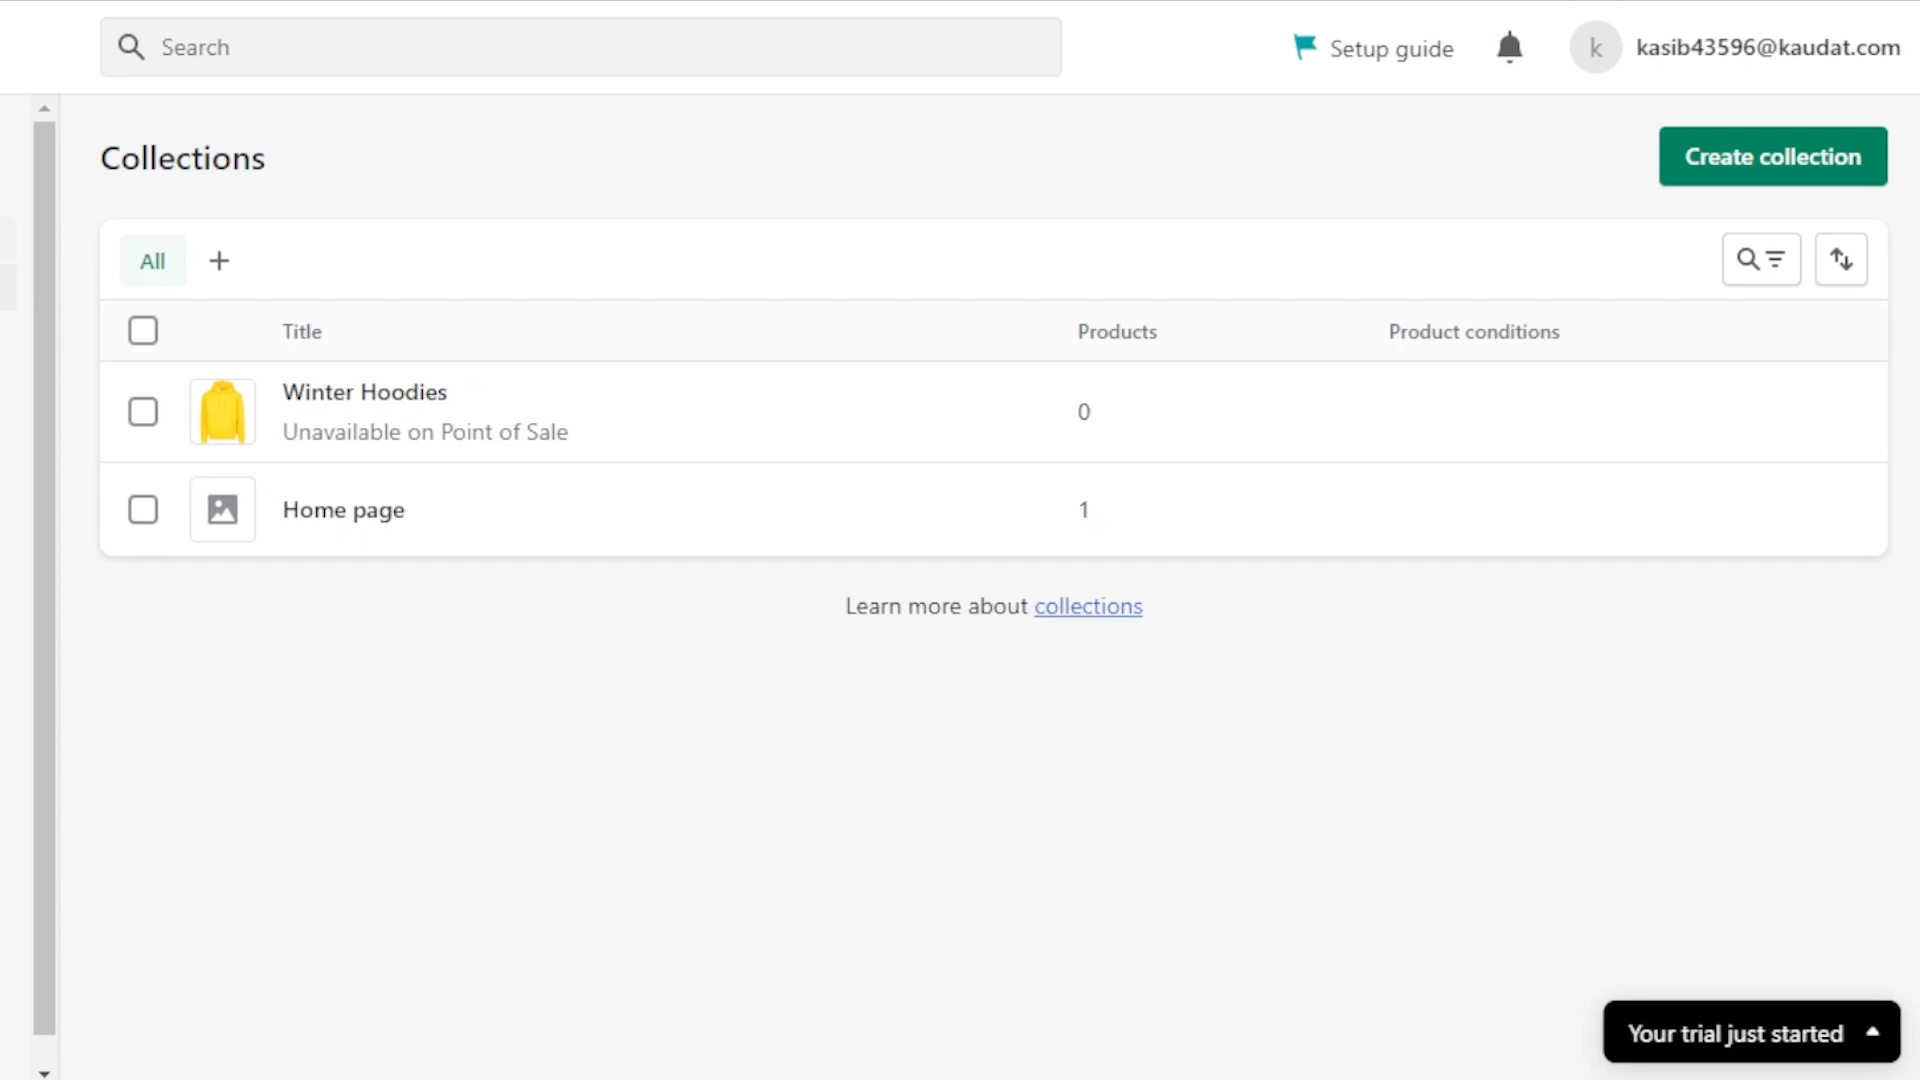 Search
Setup guide
k
kasib43596@kaudat.com
Collections
Create collection
All
Title Products Product conditions
Winter Hoodies
Unavailable on Point of Sale
0
Home page 1
Learn more about collections
Your trial just started